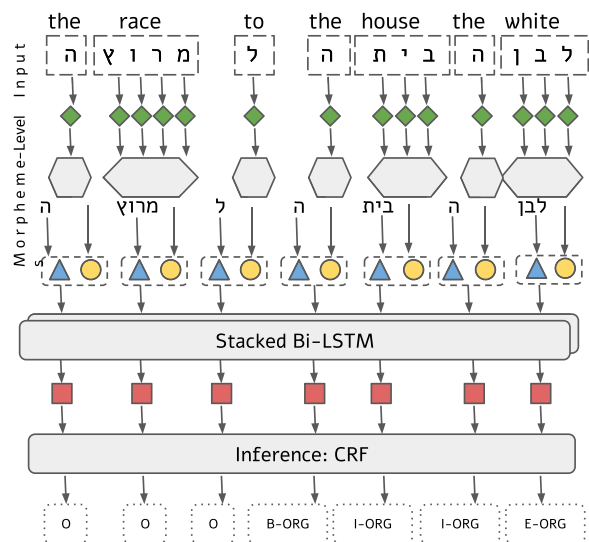 the race to the house the white
ה מ ר ו ץ ל ה ב י ת ה ל ב ן
Morpheme-Level Input
ה מרוץ ל ה בית ה לבן
s
Stacked Bi-LSTM
Inference: CRF
O O O B-ORG I-ORG I-ORG E-ORG